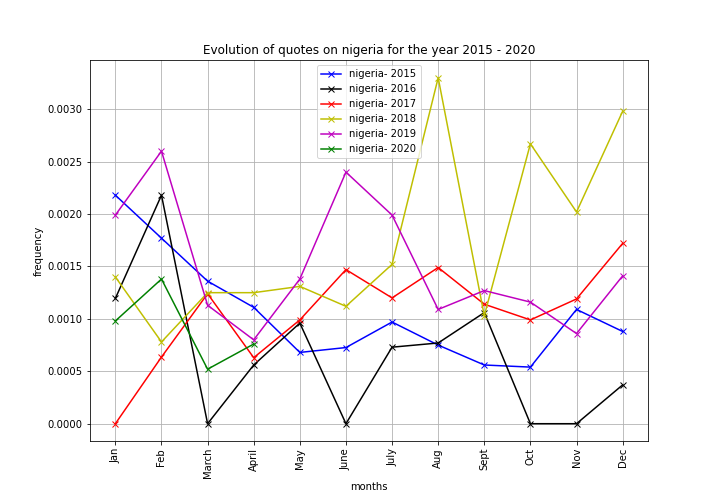 Evolution of quotes on nigeria for the year 2015 - 2020
nigeria- 2015
nigeria- 2016
nigeria- 2017
nigeria- 2018
nigeria- 2019
nigeria- 2020
0.0030
0.0025
0.0020
0.0015
0.0010
0.0005
0.0000
frequency
Jan
Feb
March
April
May
June
July
Aug
Sept
Oct
Nov
Dec
months